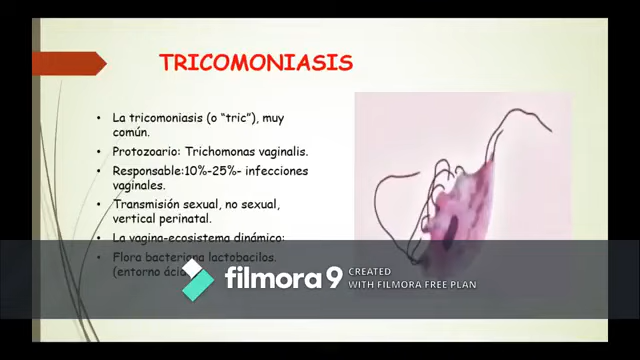 TRICOMONIASIS
• La tricomoniasis (o “tric”), muy
común.
• Protozoario: Trichomonas vaginalis.
• Responsable:10%-25%- infecciones
vaginales.
• Transmisión sexual, no sexual,
vertical perinatal.
• La vagina-ecosistema dinámico:
• Flora bacteriana lactobacilos.
(entorno
filmora9 CREATED
WITH FILMORA FREE PLAN